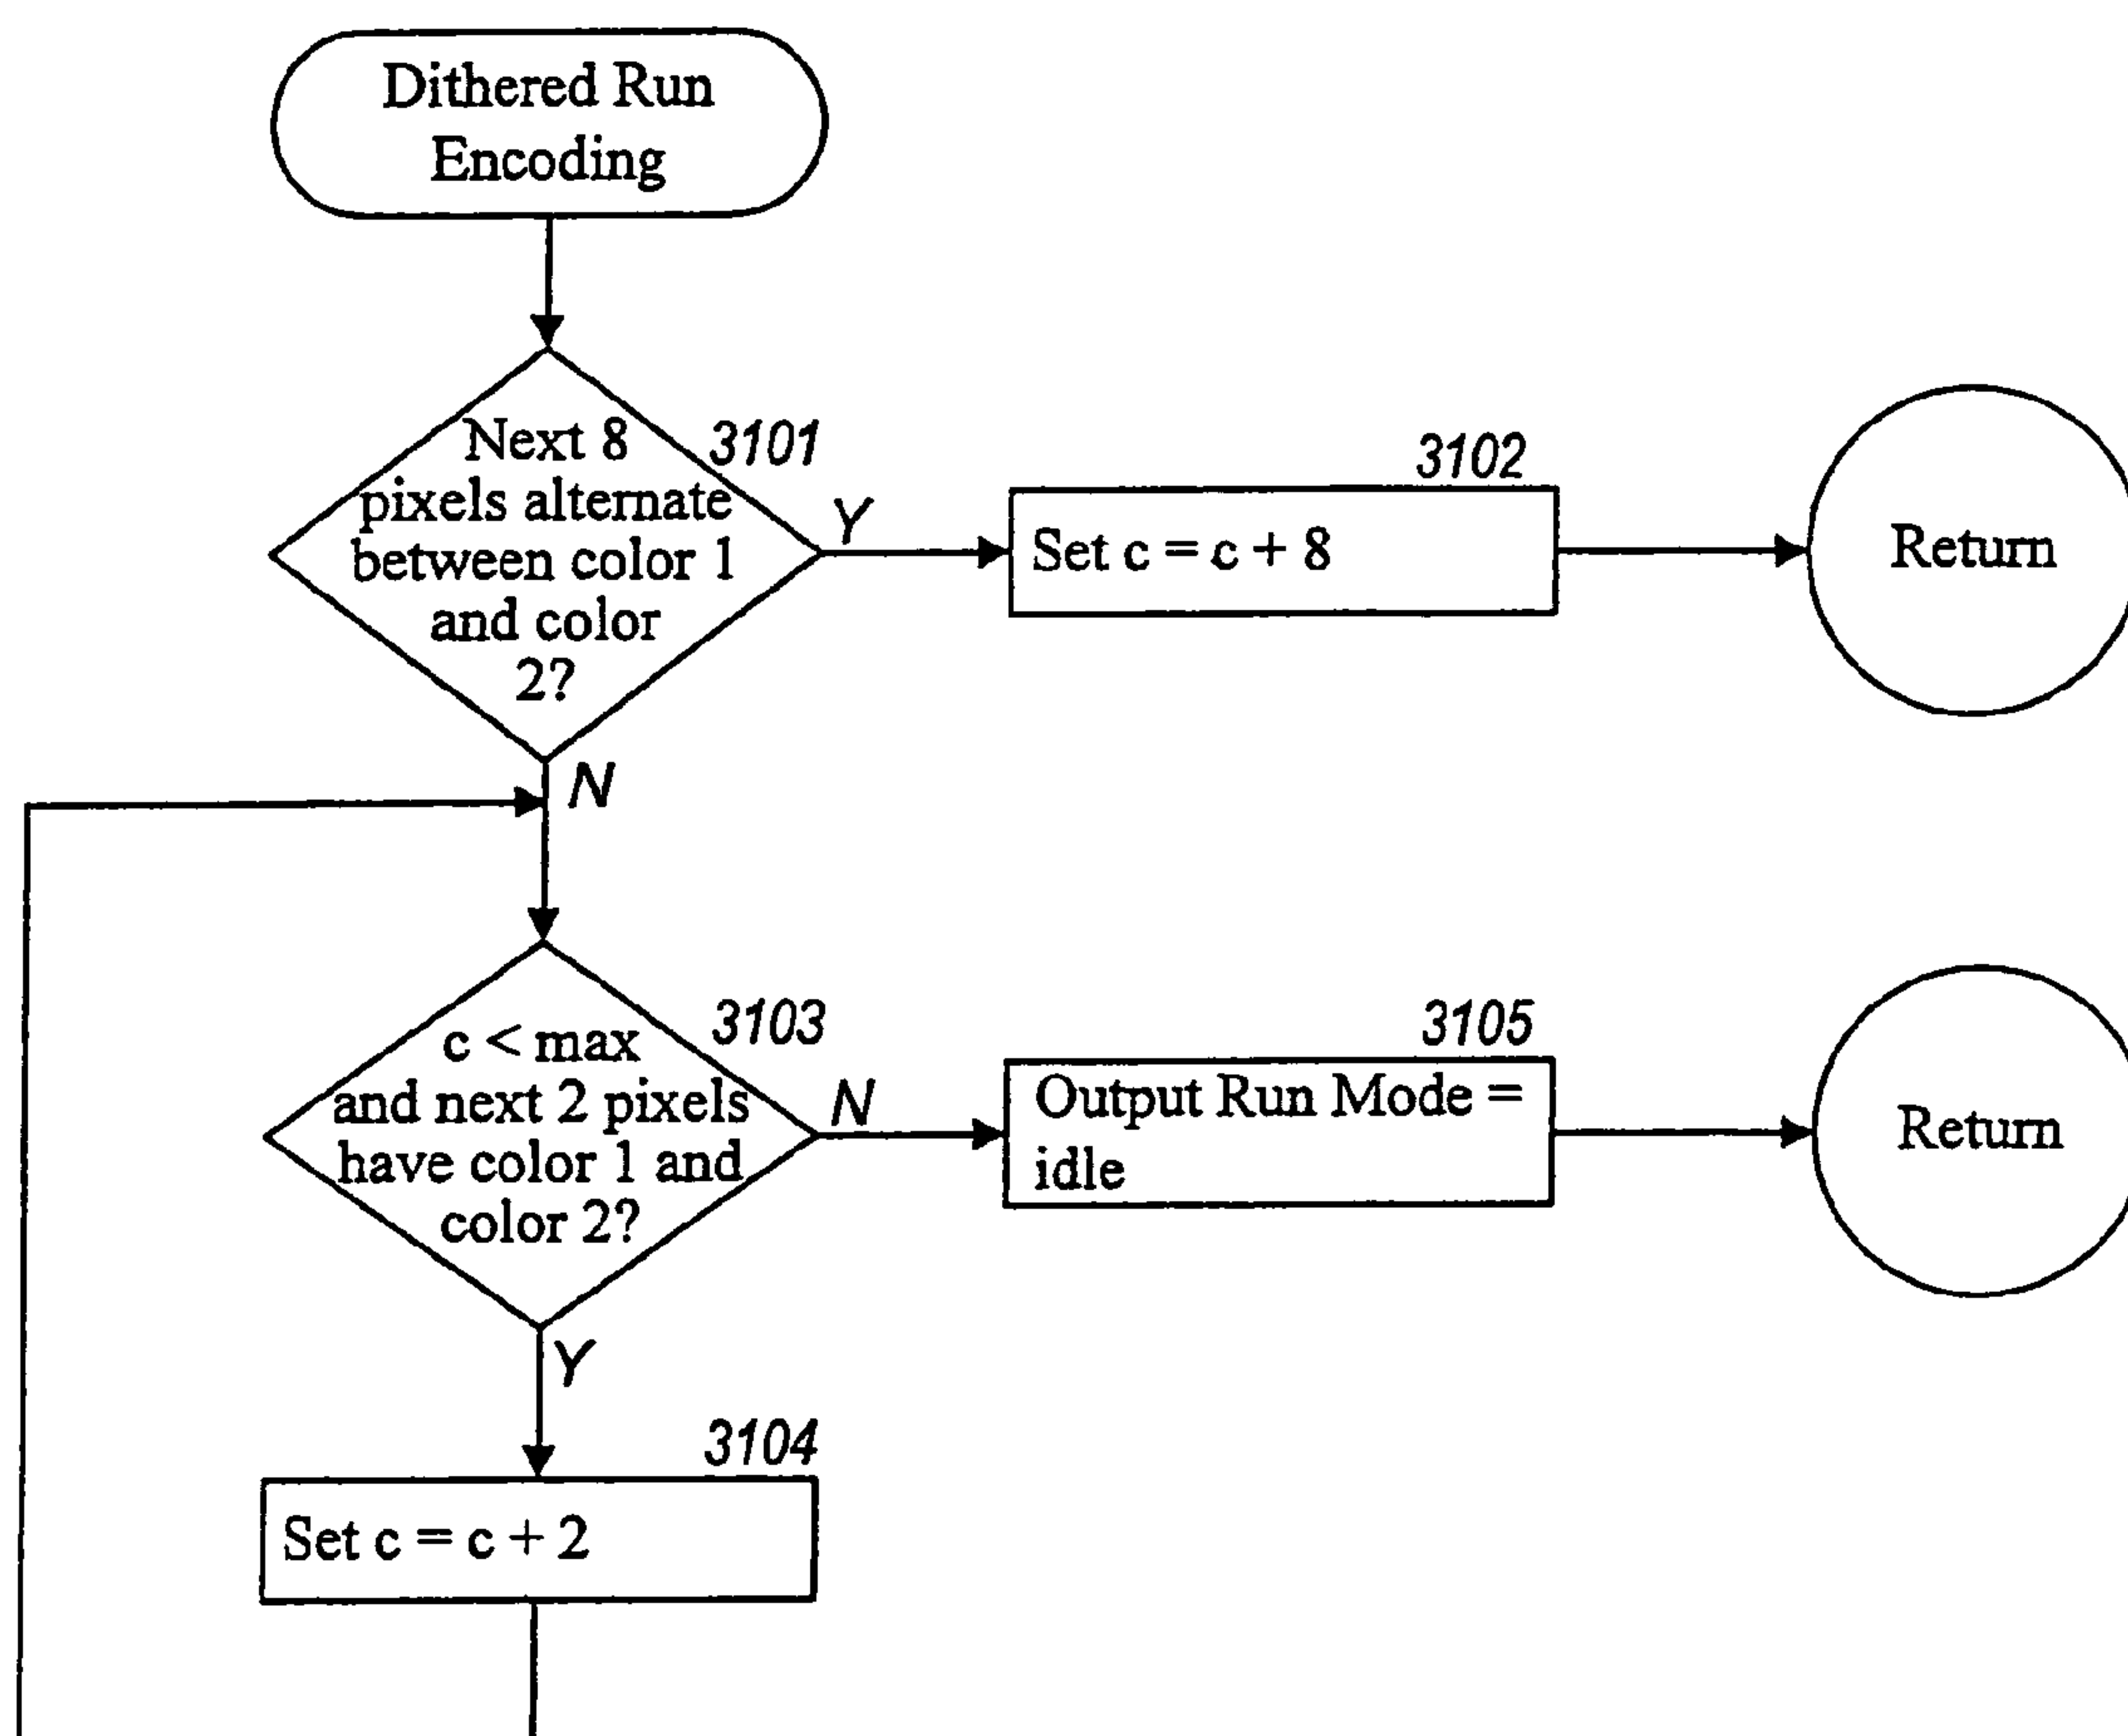 Dithered Run
Encoding
Next 8
pixels alternate
between color 1
and color
2?
3101
Y
3102
Set c = c + 8
Return
N
c < max
and next 2 pixels
have color 1 and
color 2?
3103
N
3105
Output Run Mode =
idle
Return
Y
3104
Set c = c + 2